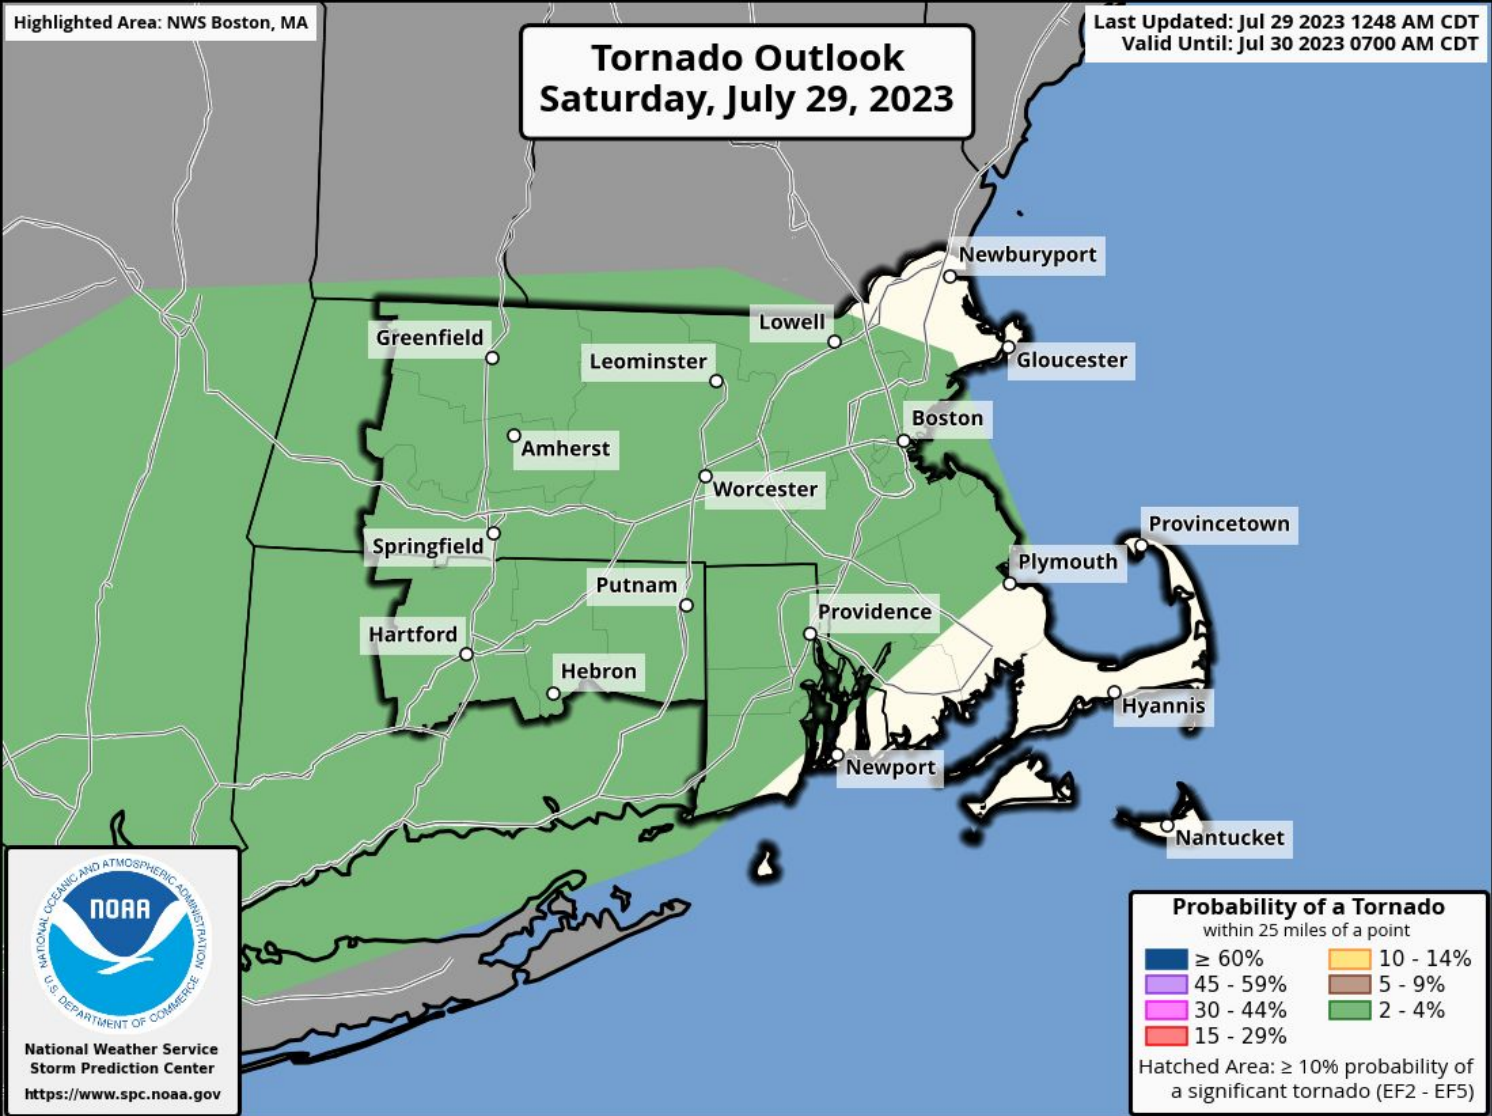 Highlighted Area: NWS Boston, MA
Last Updated: Jul 29 2023 1248 AM CDT
Valid Until: Jul 30 2023 0700 AM CDT
Tornado Outlook
Saturday, July 29, 2023
Newburyport
Lowell
Greenfield
Leominster
Gloucester
Boston
Amherst
Worcester
Provincetown
Springfield
Plymouth
Putnam
Providence
Hartford
Hebron
Hyannis
Newport
Nantucket
NATIONAL OCEANIC AND ATMOSPHERIC ADMINISTRATION
NOAA
U.S. DEPARTMENT OF COMMERCE
National Weather Service
Storm Prediction Center
https://www.spc.noaa.gov
Probability of a Tornado
within 25 miles of a point
≥ 60%
10 - 14%
45 - 59%
5 - 9%
30 - 44%
2 - 4%
15 - 29%
Hatched Area: ≥ 10% probability of
a significant tornado (EF2 - EF5)